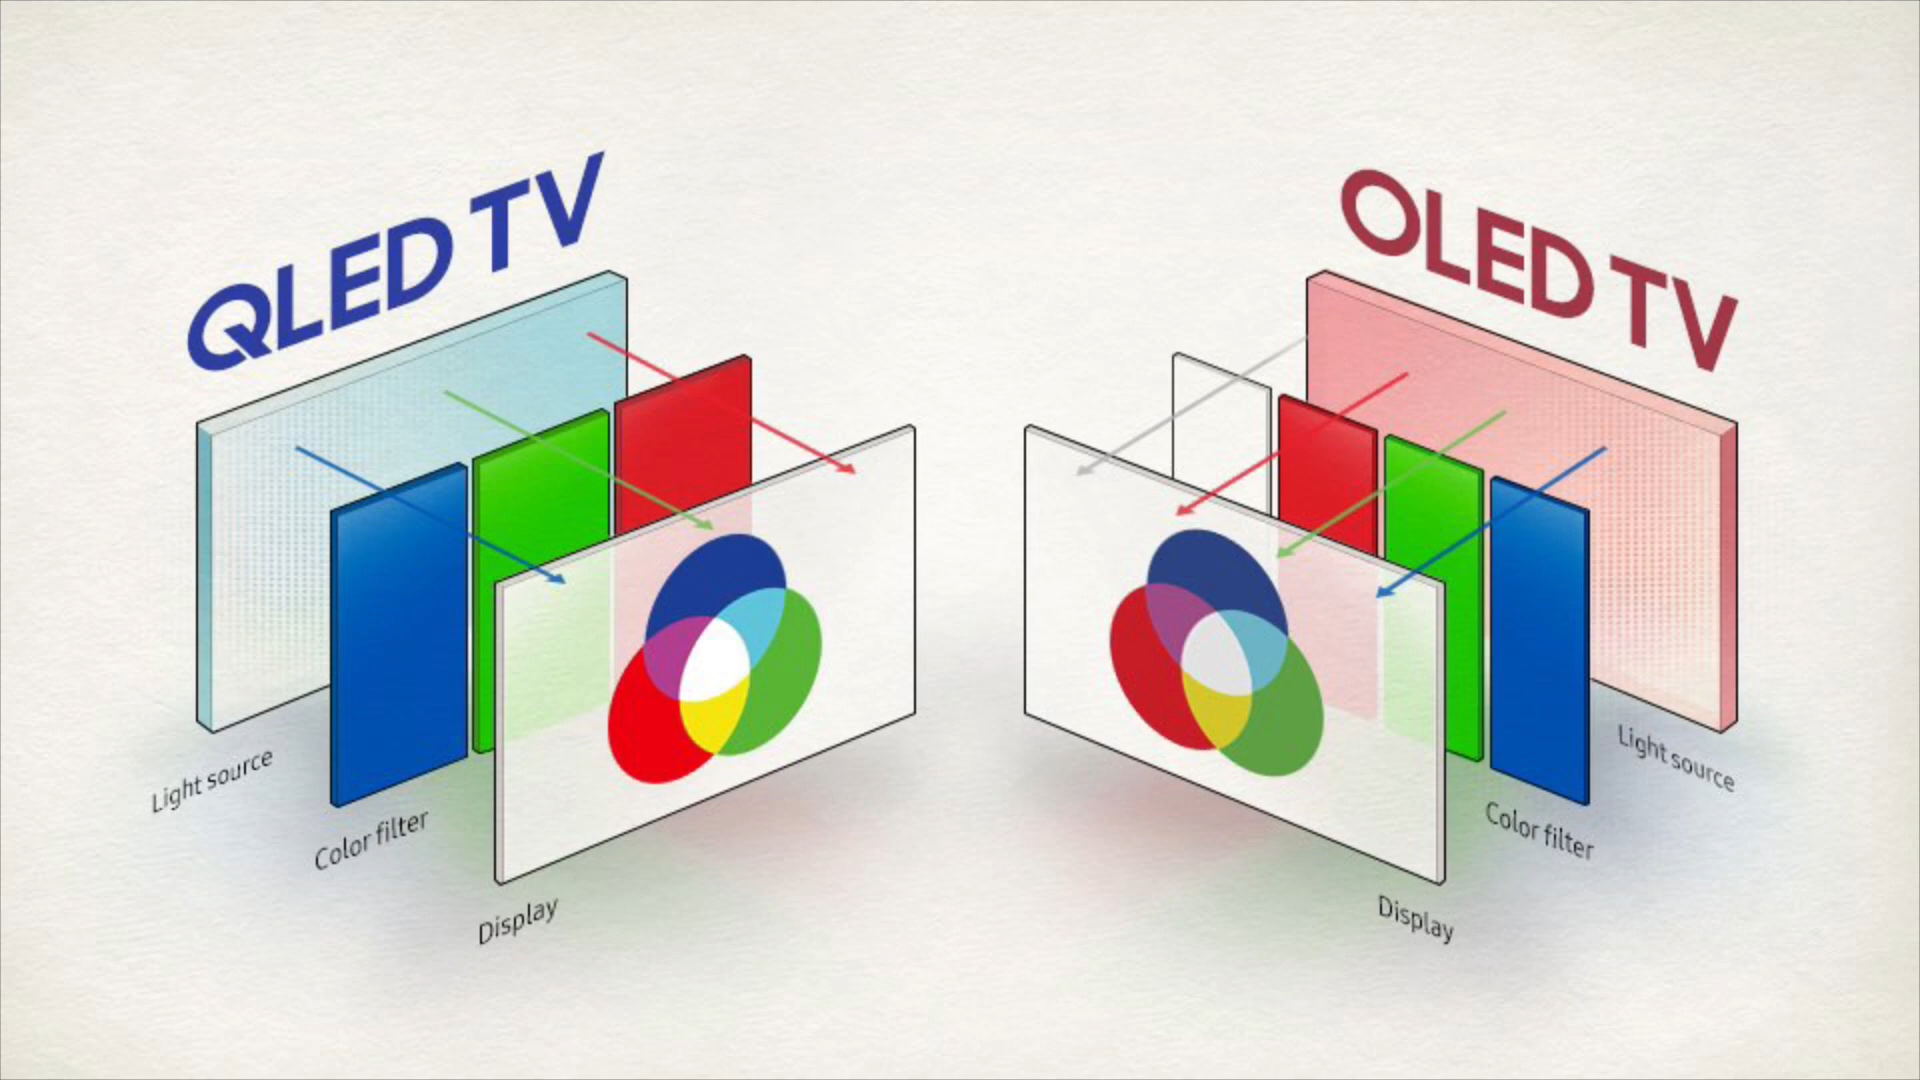 QLED TV
Light source
Color filter
Display
OLED TV
Light source
Color filter
Display